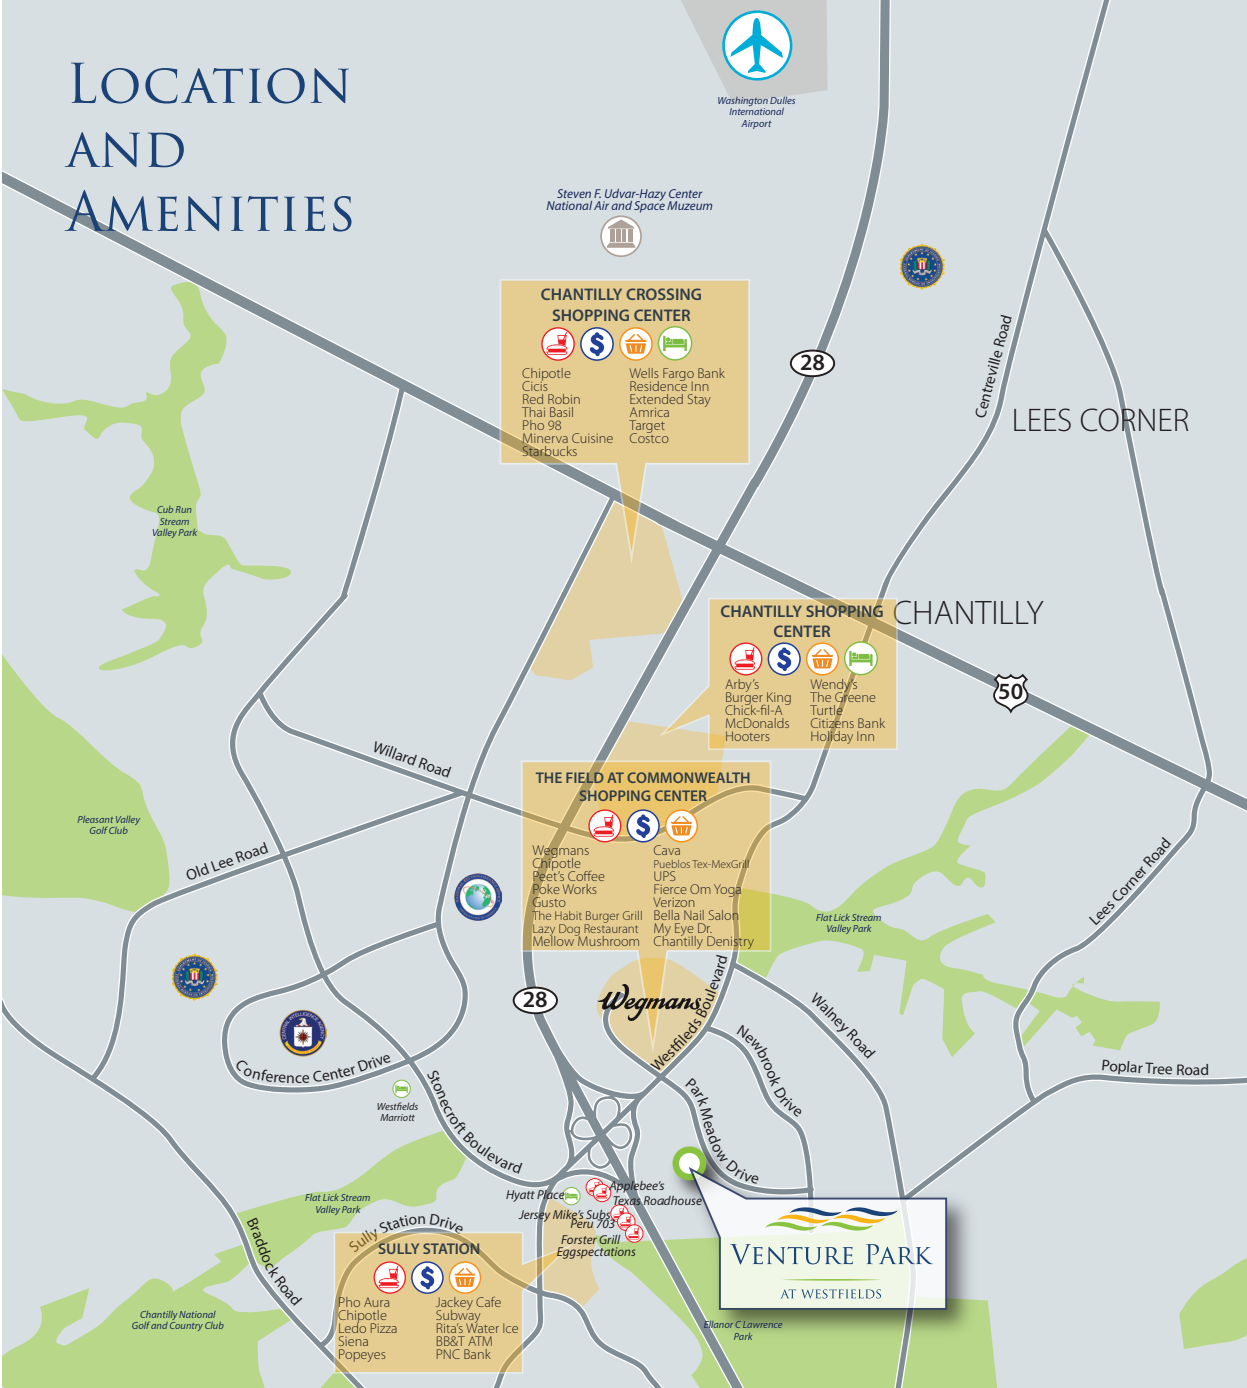 LOCATION
AND
AMENITIES
Washington Dulles
International
Airport
Steven F. Udvar-Hazy Center
National Air and Space Muzeum
CHANTILLY CROSSING
SHOPPING CENTER
Chipotle
Cicis
Red Robin
Thai Basil
Pho 98
Minerva Cuisine
Starbucks
Wells Fargo Bank
Residence Inn
Extended Stay
Amrica
Target
Costco
28
Centreville Road
LEES CORNER
Cub Run
Stream
Valley Park
CHANTILLY SHOPPING
CENTER
Arby's
Burger King
Chick-fil-A
McDonalds
Hooters
Wendy's
The Greene
Turtle
Citizens Bank
Holiday Inn
CHANTILLY
50
Willard Road
THE FIELD AT COMMONWEALTH
SHOPPING CENTER
Wegmans
Chipotle
Peet's Coffee
Poke Works
Gusto
The Habit Burger Grill
Lazy Dog Restaurant
Mellow Mushroom
Cava
Pueblos Tex-MexGrill
UPS
Fierce Om Yoga
Verizon
Bella Nail Salon
My Eye Dr.
Chantilly Denistry
Pleasant Valley
Golf Club
Old Lee Road
Lees Corner Road
Flat Lick Stream
Valley Park
28
Wegmans
Westfileds Boulevard
Walney Road
Newbrook Drive
Park Meadow Drive
Poplar Tree Road
Conference Center Drive
Westfields
Marriott
Stonecroft Boulevard
Hyatt Place
Applebee's
Texas Roadhouse
Jersey Mike's Subs
Peru 703
Forster Grill
Eggspectations
Flat Lick Stream
Valley Park
Braddock Road
Sully Station Drive
SULLY STATION
Pho Aura
Chipotle
Ledo Pizza
Siena
Popeyes
Jackey Cafe
Subway
Rita's Water Ice
BB&T ATM
PNC Bank
VENTURE PARK
AT WESTFIELDS
Chantilly National
Golf and Country Club
Ellanor C Lawrence
Park